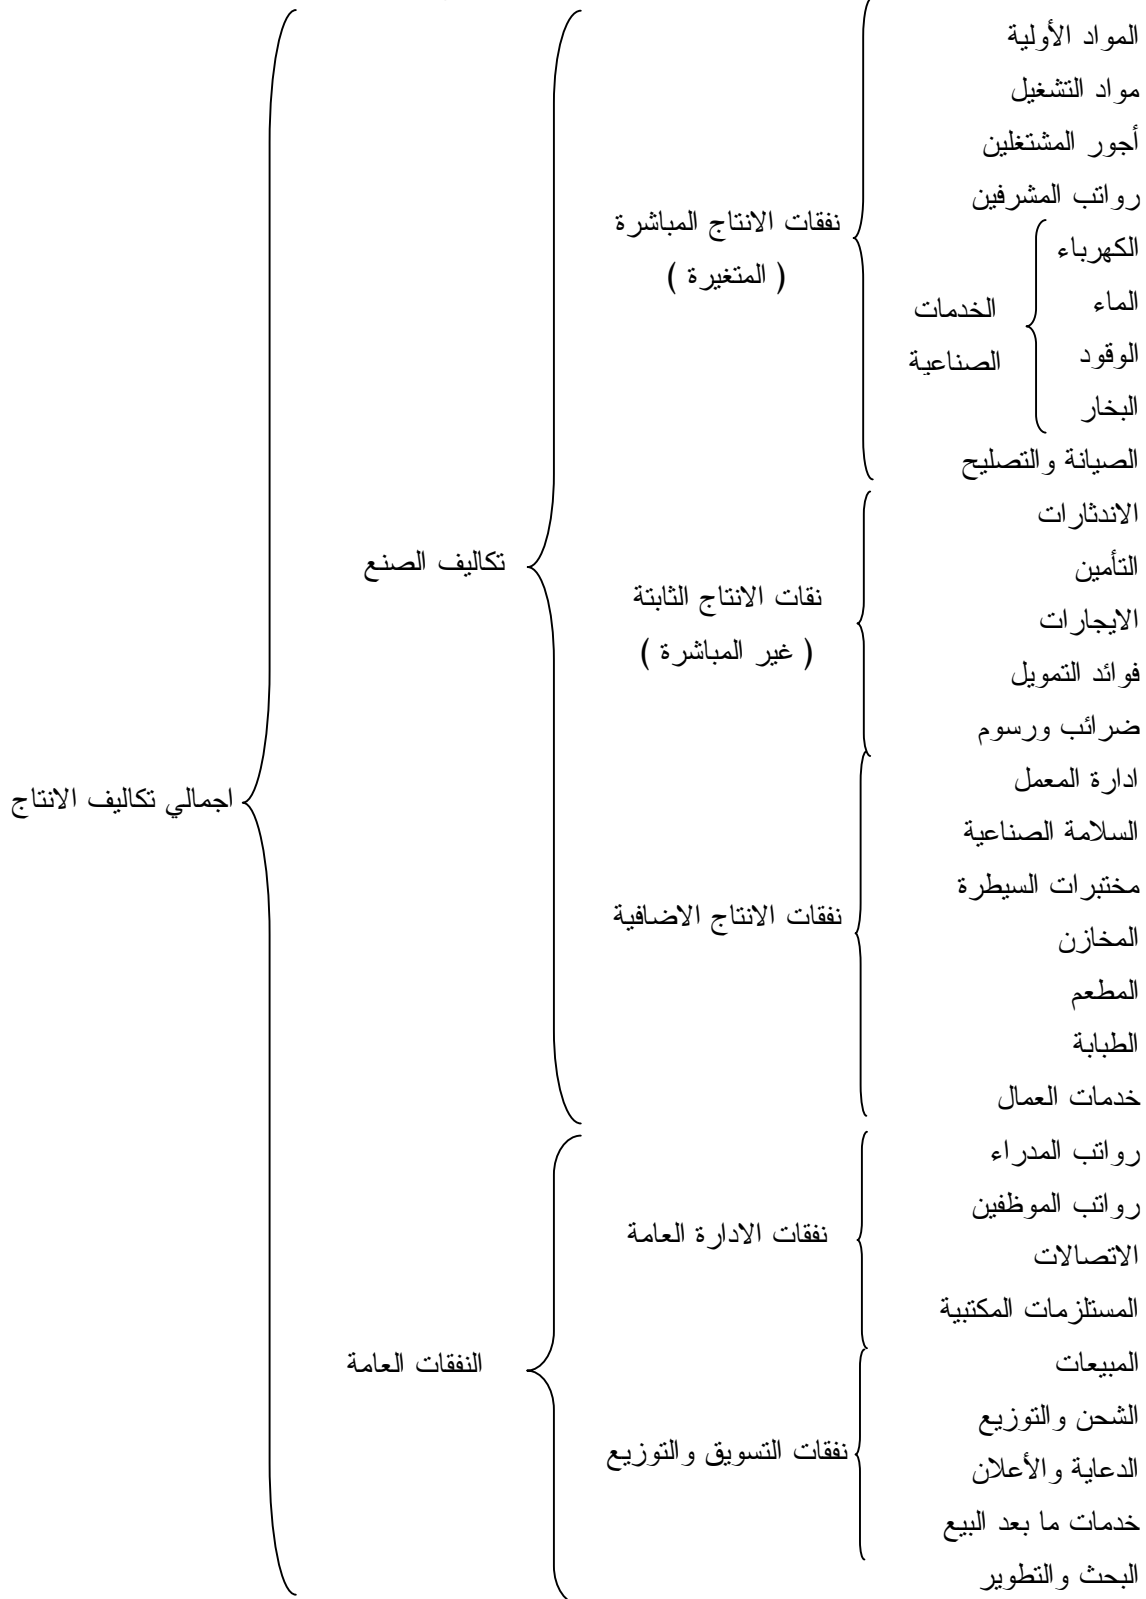 المواد الأولية
مواد التشغيل
أجور المشتغلين
رواتب المشرفين
نفقات الانتاج المباشرة
( المتغيرة )
الكهرباء
الماء
الوقود
البخار
الخدمات
الصناعية
الصيانة والتصليح
الاندثارات
التأمين
الايجارات
فوائد التمويل
ضرائب ورسوم
نقات الانتاج الثابتة
( غير المباشرة )
تكاليف الصنع
ادارة المعمل
السلامة الصناعية
مختبرات السيطرة
المخازن
المطعم
الطبابة
خدمات العمال
نفقات الانتاج الاضافية
اجمالي تكاليف الانتاج
رواتب المدراء
رواتب الموظفين
الاتصالات
المستلزمات المكتبية
نفقات الادارة العامة
النفقات العامة
المبيعات
الشحن والتوزيع
الدعاية والأعلان
خدمات ما بعد البيع
نفقات التسويق والتوزيع
البحث والتطوير